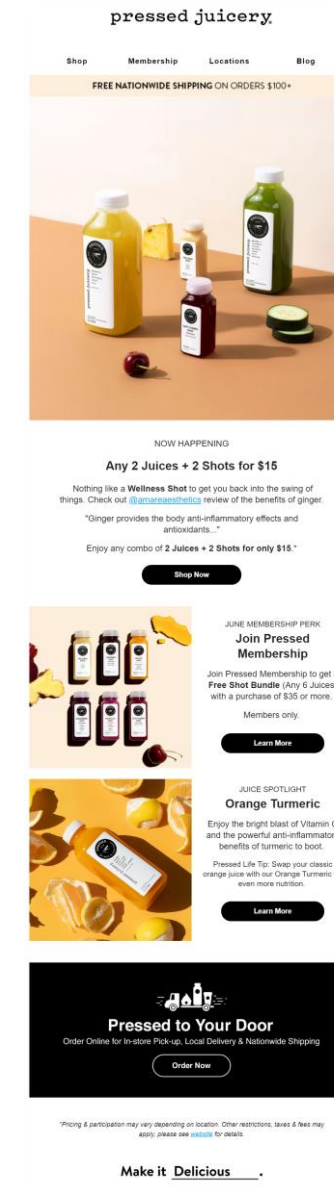 pressed juicery.
Shop Membership Locations Blog
FREE NATIONWIDE SHIPPING ON ORDERS $100+
NOW HAPPENING
Any 2 Juices + 2 Shots for $15
Nothing like a Wellness Shot to get you back into the swing of
things. Check out @amareaesthetics review of the benefits of ginger.
"Ginger provides the body anti-inflammatory effects and
antioxidants..."
Enjoy any combo of 2 Juices + 2 Shots for only $15.*
Shop Now
JUNE MEMBERSHIP PERK
Join Pressed
Membership
Join Pressed Membership to get
Free Shot Bundle (Any 6 Juices
with a purchase of $35 or more.
Members only.
Learn More
JUICE SPOTLIGHT
Orange Turmeric
Enjoy the bright blast of Vitamin C
and the powerful anti-inflammator
benefits of turmeric to boot.
Pressed Life Tip: Swap your classic
orange juice with our Orange Turmeric
even more nutrition.
Learn More
Pressed to Your Door
Order Online for In-store Pick-up, Local Delivery & Nationwide Shipping
Order Now
*Pricing & participation may vary depending on location. Other restrictions, taxes & fees may
apply, please see website for details.
Make it Delicious .